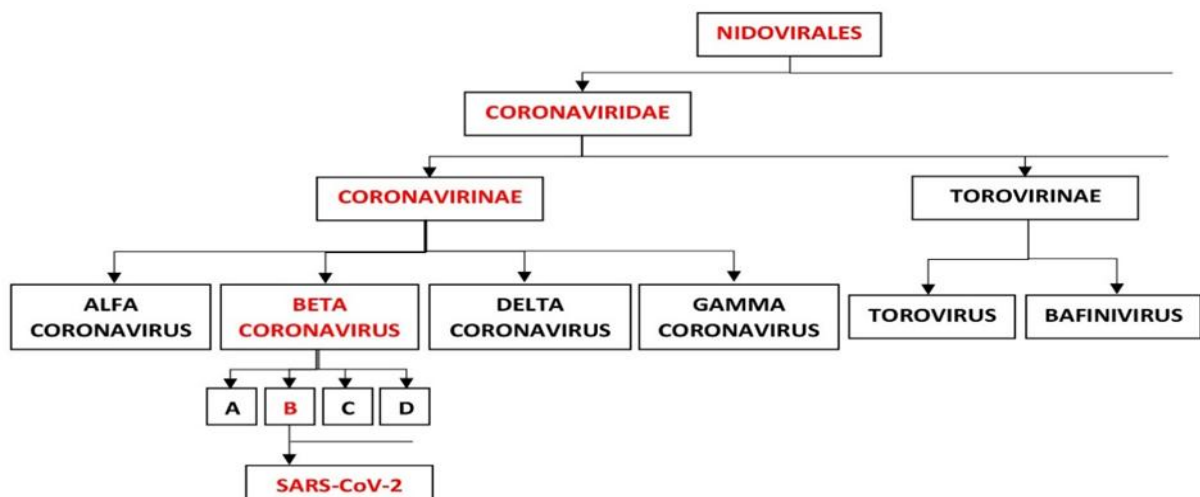 NIDOVIRALES
CORONAVIRIDAE
CORONAVIRINAE
TOROVIRINAE
ALFA
CORONAVIRUS
BETA
CORONAVIRUS
DELTA
CORONAVIRUS
GAMMA
CORONAVIRUS
TOROVIRUS
BAFINIVIRUS
A
B
C
D
SARS-CoV-2